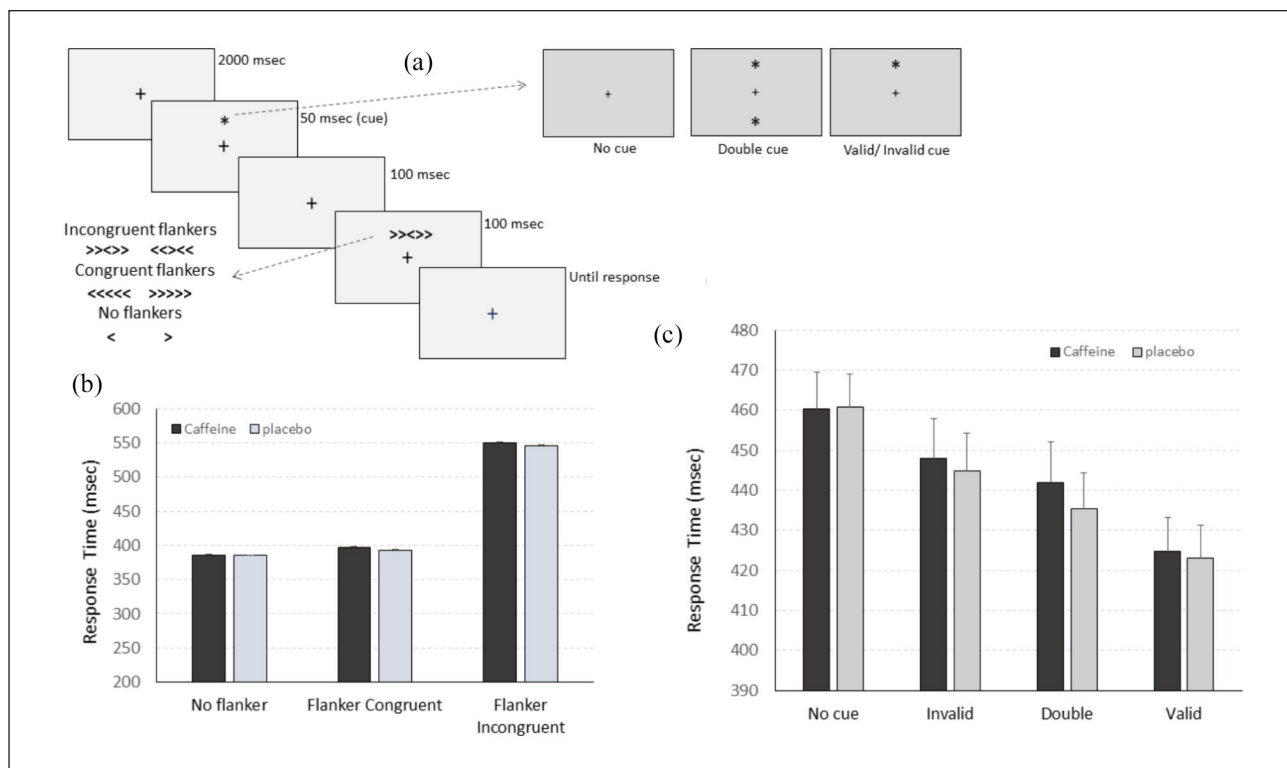 (a)
2000 msec
+
*
+
50 msec (cue)
+
100 msec
>><>>
+
100 msec
+
Until response
+
No cue
*
+
*
Double cue
*
+
Valid/ Invalid cue
Incongruent flankers
>><>> <<><<
Congruent flankers
<<<<< >>>>>
No flankers
< >
(b)
Response Time (msec)
600
550
500
450
400
350
300
250
200
Caffeine placebo
No flanker
Flanker Congruent
Flanker
Incongruent
(c)
Response Time (msec)
480
470
460
450
440
430
420
410
400
390
Caffeine placebo
No cue
Invalid
Double
Valid